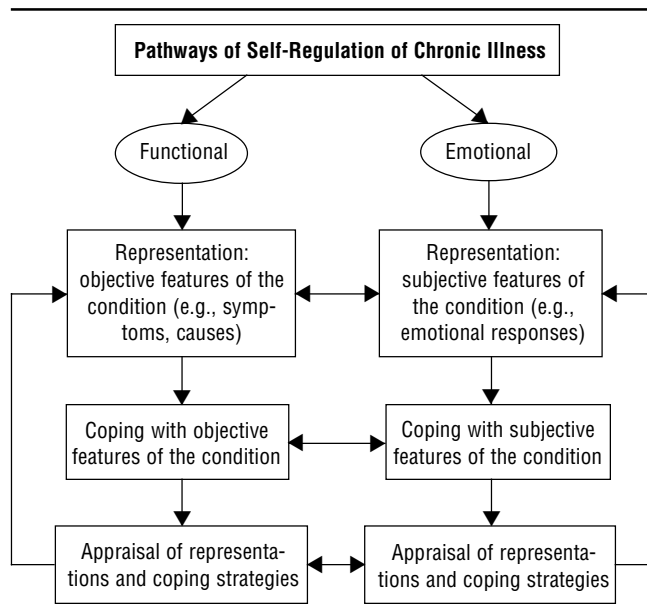 Pathways of Self-Regulation of Chronic Illness
Functional
Emotional
Representation:
objective features of the
condition (e.g., symp-
toms, causes)
Representation:
subjective features of
the condition (e.g.,
emotional responses)
Coping with objective
features of the condition
Coping with subjective
features of the condition
Appraisal of representa-
tions and coping strategies
Appraisal of representa-
tions and coping strategies